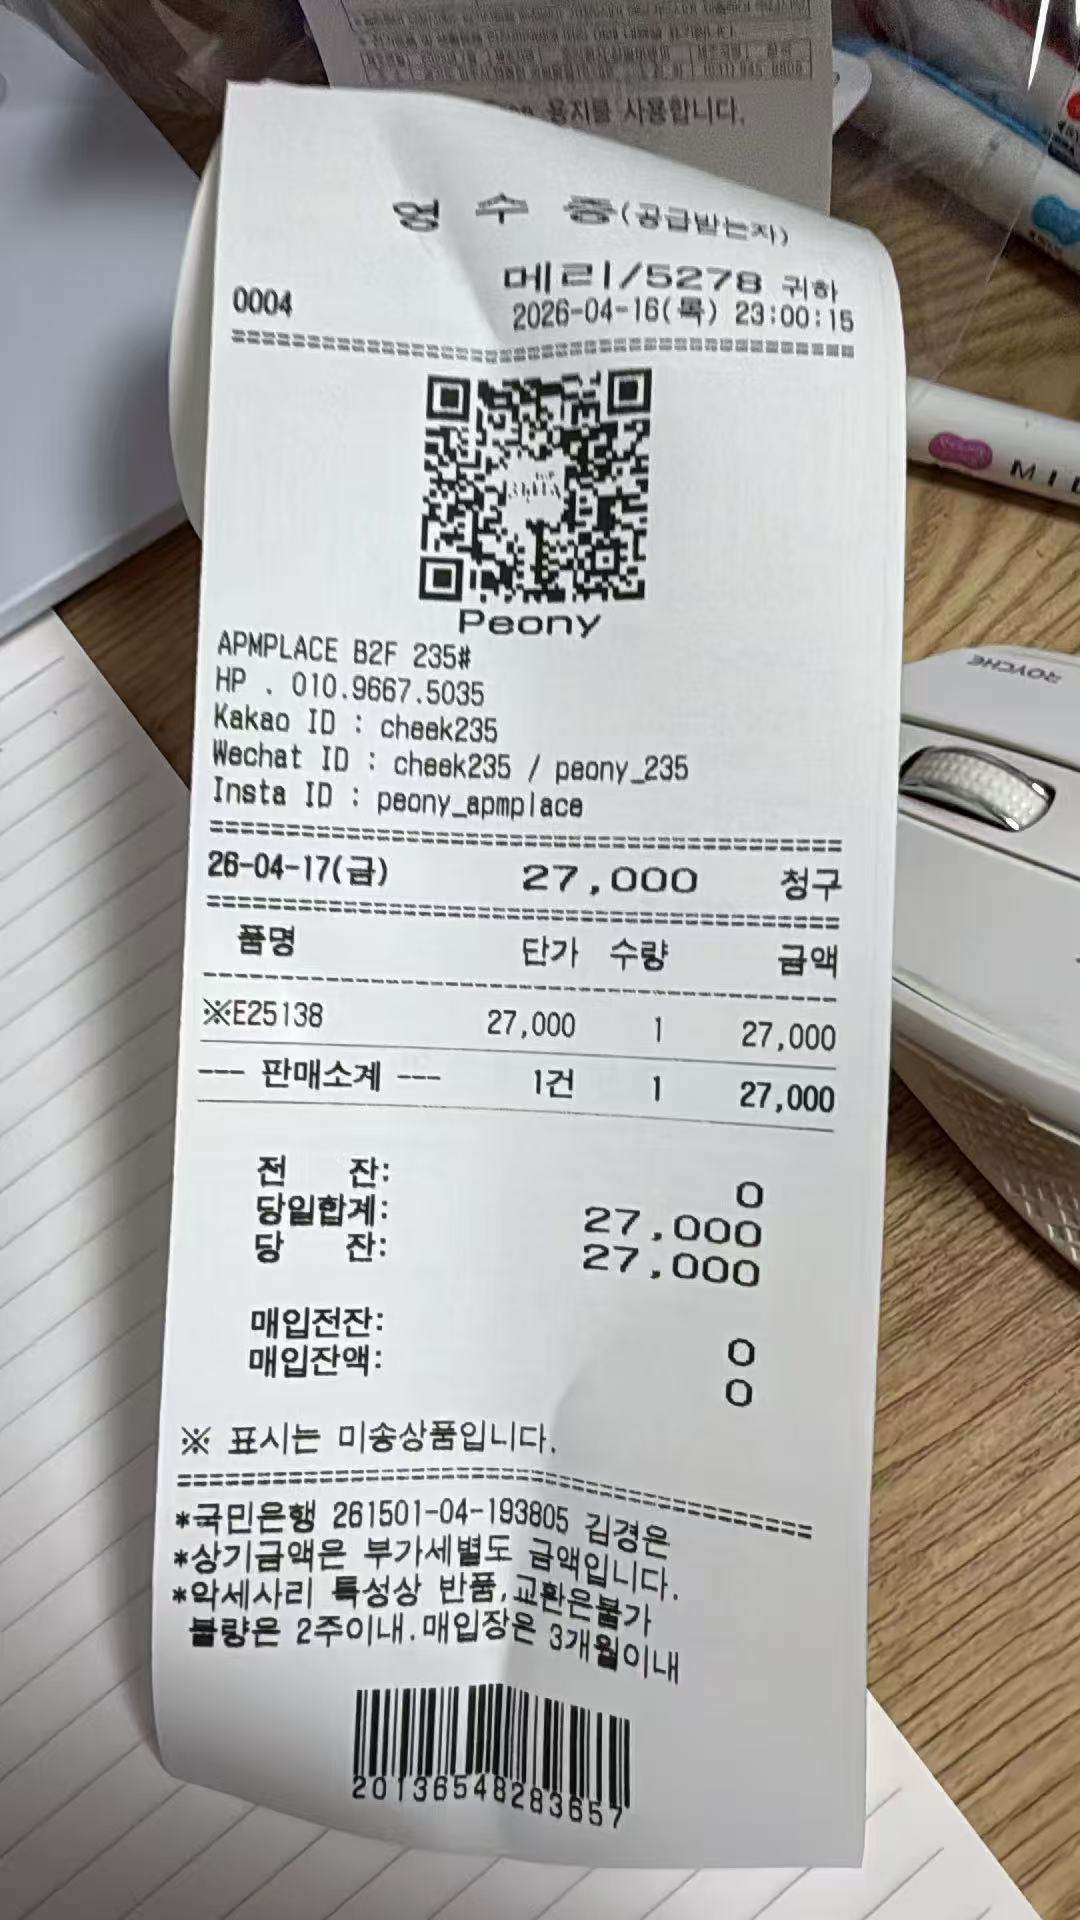 용지를 사용합니다.
영 수 증(공급받는자)
메리/5278 귀하
0004 2026-04-16(목) 23:00:15
Peony
APMPLACE B2F 235#
HP . 010.9667.5035
Kakao ID : cheek235
Wechat ID : cheek235 / peony_235
Insta ID : peony_apmplace
26-04-17(금) 27,000 청구
품명 단가 수량 금액
※E25138 27,000 1 27,000
--- 판매소계 --- 1건 1 27,000
전 잔: 0
당일합계: 27,000
당 잔: 27,000
매입전잔: 0
매입잔액: 0
※ 표시는 미송상품입니다.
*국민은행 261501-04-193805 김경은
*상기금액은 부가세별도 금액입니다.
*악세사리 특성상 반품,교환은불가
불량은 2주이내.매입장은 3개월이내
20136548283657
ROYCHE